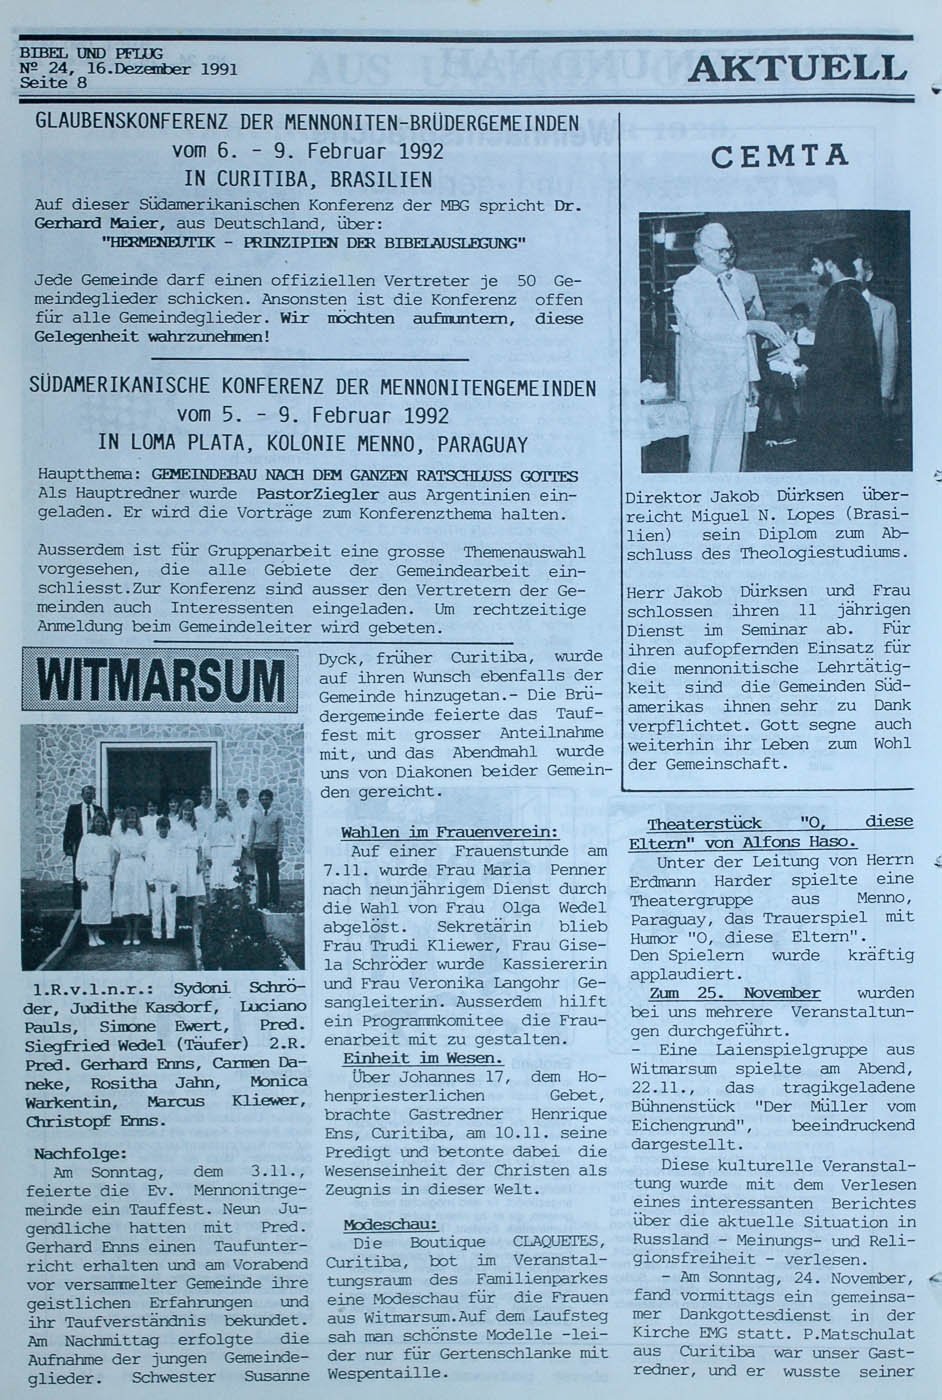 BIBEL UND PFLUG
Nº 24, 16.Dezember 1991
Seite 8
AKTUELL
GLAUBENSKONFERENZ DER MENNONITEN-BRÜDERGEMEINDEN
vom 6. - 9. Februar 1992
IN CURITIBA, BRASILIEN
Auf dieser Südamerikanischen Konferenz der MBG spricht Dr.
Gerhard Maier, aus Deutschland, über:
"HERMENEUTIK - PRINZIPIEN DER BIBELAUSLEGUNG"
Jede Gemeinde darf einen offiziellen Vertreter je 50 Ge-
meindeglieder schicken. Ansonsten ist die Konferenz offen
für alle Gemeindeglieder. Wir möchten aufmuntern, diese
Gelegenheit wahrzunehmen!
SÜDAMERIKANISCHE KONFERENZ DER MENNONITENGEMEINDEN
vom 5. - 9. Februar 1992
IN LOMA PLATA, KOLONIE MENNO, PARAGUAY
Hauptthema: GEMEINDEBAU NACH DEM GANZEN RATSCHLUSS GOTTES
Als Hauptredner wurde PastorZiegler aus Argentinien ein-
geladen. Er wird die Vorträge zum Konferenzthema halten.
Ausserdem ist für Gruppenarbeit eine grosse Themenauswahl
vorgesehen, die alle Gebiete der Gemeindearbeit ein-
schliesst.Zur Konferenz sind ausser den Vertretern der Ge-
meinden auch Interessenten eingeladen. Um rechtzeitige
Anmeldung beim Gemeindeleiter wird gebeten.
CEMTA
Direktor Jakob Dürksen über-
reicht Miguel N. Lopes (Brasi-
lien) sein Diplom zum Ab-
schluss des Theologiestudiums.
Herr Jakob Dürksen und Frau
schlossen ihren 11 jährigen
Dienst im Seminar ab. Für
ihren aufopfernden Einsatz für
die mennonitische Lehrtätig-
keit sind die Gemeinden Süd-
amerikas ihnen sehr zu Dank
verpflichtet. Gott segne auch
weiterhin ihr Leben zum Wohl
der Gemeinschaft.
WITMARSUM
1.R.v.l.n.r.: Sydoni Schrö-
der, Judithe Kasdorf, Luciano
Pauls, Simone Ewert, Pred.
Siegfried Wedel (Täufer) 2.R.
Pred. Gerhard Enns, Carmen Da-
neke, Rositha Jahn, Monica
Warkentin, Marcus Kliewer,
Christopf Enns.
Nachfolge:
Am Sonntag, dem 3.11.,
feierte die Ev. Mennonitnge-
meinde ein Tauffest. Neun Ju-
gendliche hatten mit Pred.
Gerhard Enns einen Taufunter-
richt erhalten und am Vorabend
vor versammelter Gemeinde ihre
geistlichen Erfahrungen und
ihr Taufverständnis bekundet.
Am Nachmittag erfolgte die
Aufnahme der jungen Gemeinde-
glieder. Schwester Susanne
Dyck, früher Curitiba, wurde
auf ihren Wunsch ebenfalls der
Gemeinde hinzugetan.- Die Brü-
dergemeinde feierte das Tauf-
fest mit grosser Anteilnahme
mit, und das Abendmahl wurde
uns von Diakonen beider Gemein-
den gereicht.
Wahlen im Frauenverein:
Auf einer Frauenstunde am
7.11. wurde Frau Maria Penner
nach neunjährigem Dienst durch
die Wahl von Frau Olga Wedel
abgelöst. Sekretärin blieb
Frau Trudi Kliewer, Frau Gise-
la Schröder wurde Kassiererin
und Frau Veronika Langohr Ge-
sangleiterin. Ausserdem hilft
ein Programmkomitee die Frau-
enarbeit mit zu gestalten.
Einheit im Wesen.
Über Johannes 17, dem Ho-
henpriesterlichen Gebet,
brachte Gastredner Henrique
Ens, Curitiba, am 10.11. seine
Predigt und betonte dabei die
Wesenseinheit der Christen als
Zeugnis in dieser Welt.
Modeschau:
Die Boutique CLAQUETES,
Curitiba, bot im Veranstal-
tungsraum des Familienparkes
eine Modeschau für die Frauen
aus Witmarsum.Auf dem Laufsteg
sah man schönste Modelle -lei-
der nur für Gertenschlanke mit
Wespentaille.
Theaterstück "O, diese
Eltern" von Alfons Haso.
Unter der Leitung von Herrn
Erdmann Harder spielte eine
Theatergruppe aus Menno,
Paraguay, das Trauerspiel mit
Humor "O, diese Eltern".
Den Spielern wurde kräftig
applaudiert.
Zum 25. November wurden
bei uns mehrere Veranstaltun-
gen durchgeführt.
- Eine Laienspielgruppe aus
Witmarsum spielte am Abend,
22.11., das tragikgeladene
Bühnenstück "Der Müller vom
Eichengrund", beeindruckend
dargestellt.
Diese kulturelle Veranstal-
tung wurde mit dem Verlesen
eines interessanten Berichtes
über die aktuelle Situation in
Russland - Meinungs- und Reli-
gionsfreiheit - verlesen.
- Am Sonntag, 24. November,
fand vormittags ein gemeinsa-
mer Dankgottesdienst in der
Kirche EMG statt. P.Matschulat
aus Curitiba war unser Gast-
redner, und er wusste seiner